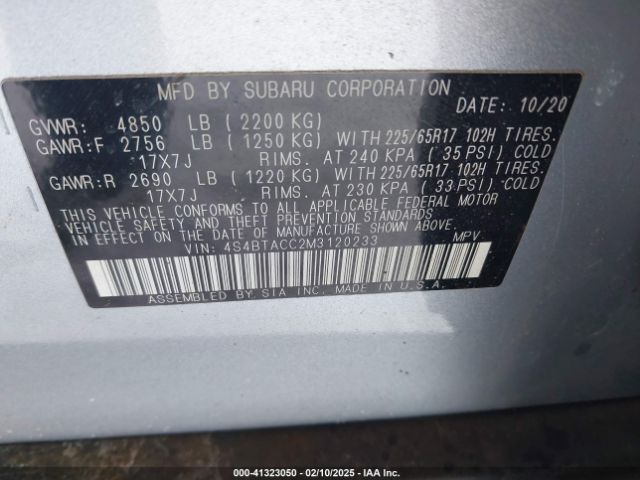 MFD BY SUBARU CORPORATION
DATE: 10/20
GVWR: 4850 LB (2200 KG)
GAWR:F 2756 LB (1250 KG) WITH 225/65R17 102H TIRES.
17X7J RIMS. AT 240 KPA (35 PSI) COLD
GAWR:R 2690 LB (1220 KG) WITH 225/65R17 102H TIRES.
17X7J RIMS. AT 230 KPA (33 PSI) COLD
THIS VEHICLE CONFORMS TO ALL APPLICABLE FEDERAL MOTOR
VEHICLE SAFETY AND THEFT PREVENTION STANDARDS
IN EFFECT ON THE DATE OF MANUFACTURE SHOWN ABOVE.
VIN: 4S4BTACC2M3120233 MPV
ASSEMBLED BY SIA INC. MADE IN U.S.A.
000-41323050 - 02/10/2025 - IAA Inc.